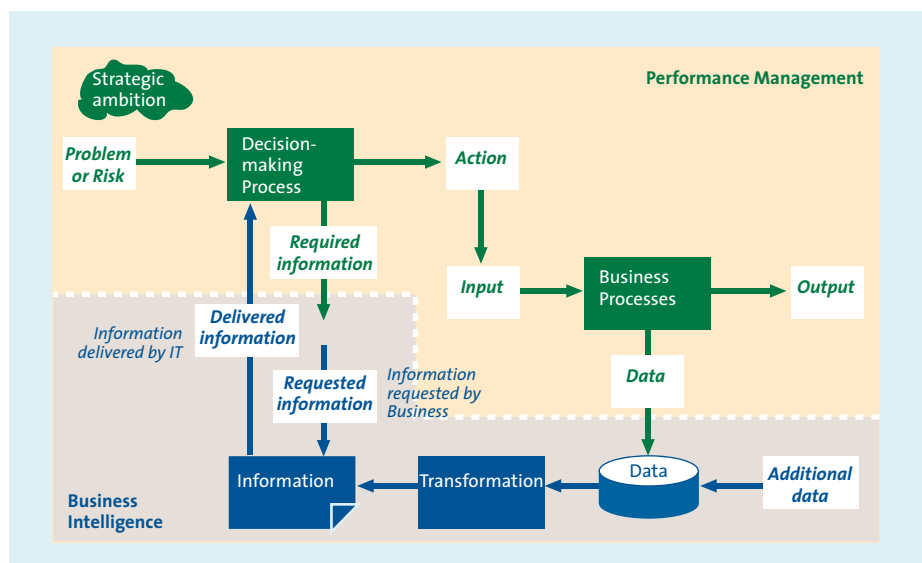 Strategic
ambition
Performance Management
Problem
or Risk
Decision-
making
Process
Action
Required
information
Input
Business
Processes
Output
Information
delivered by IT
Delivered
information
Requested
information
Information
requested by
Business
Data
Information
Transformation
Data
Additional
data
Business
Intelligence